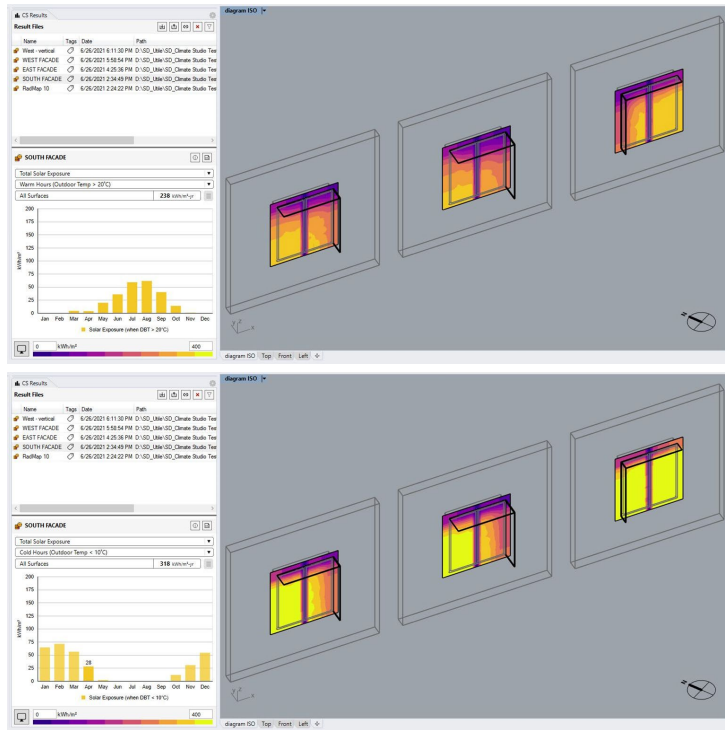 CS Results
diagram ISO
Result Files
Name Tags Date Path
West - vertical 6/26/2021 6:11:30 PM D:\SD_Utile\SD_Climate Studio Tes
WEST FACADE 6/26/2021 5:50:54 PM D:\SD_Utile\SD_Climate Studio Tes
EAST FACADE 6/26/2021 4:25:36 PM D:\SD_Utile\SD_Climate Studio Tes
SOUTH FACADE 6/26/2021 2:34:49 PM D:\SD_Utile\SD_Climate Studio Tes
RadMap 10 6/26/2021 2:24:22 PM D:\SD_Utile\SD_Climate Studio Tes
SOUTH FACADE
Total Solar Exposure
Warm Hours (Outdoor Temp > 20°C)
All Surfaces 238 kWh/m²-yr
200
175
150
125
100
75
50
25
0
kWh/m²
Jan Feb Mar Apr May Jun Jul Aug Sep Oct Nov Dec
Solar Exposure (when DBT > 20°C)
0 kWh/m² 400
Y Z X
N
diagram ISO Top Front Left
CS Results
diagram ISO
Result Files
Name Tags Date Path
West - vertical 6/26/2021 6:11:30 PM D:\SD_Utile\SD_Climate Studio Tes
WEST FACADE 6/26/2021 5:50:54 PM D:\SD_Utile\SD_Climate Studio Tes
EAST FACADE 6/26/2021 4:25:36 PM D:\SD_Utile\SD_Climate Studio Tes
SOUTH FACADE 6/26/2021 2:34:49 PM D:\SD_Utile\SD_Climate Studio Tes
RadMap 10 6/26/2021 2:24:22 PM D:\SD_Utile\SD_Climate Studio Tes
SOUTH FACADE
Total Solar Exposure
Cold Hours (Outdoor Temp < 10°C)
All Surfaces 318 kWh/m²-yr
200
175
150
125
100
75
50
25
0
kWh/m²
28
Jan Feb Mar Apr May Jun Jul Aug Sep Oct Nov Dec
Solar Exposure (when DBT < 10°C)
0 kWh/m² 400
Y Z X
N
diagram ISO Top Front Left